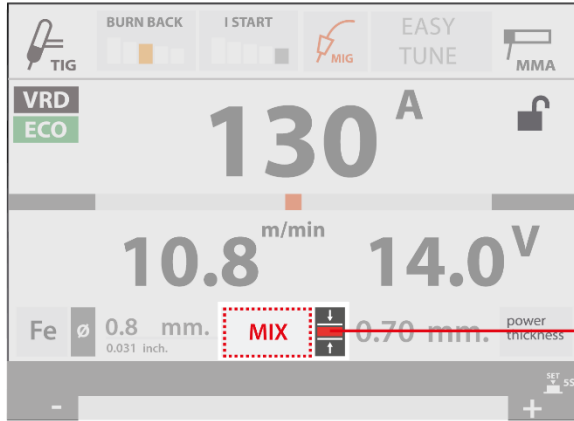 TIG
BURN BACK
I START
MIG
EASY
TUNE
MMA
VRD
ECO
130 A
m/min
10.8
14.0 V
Fe
ø
0.8 mm.
0.031 inch.
MIX
0.70 mm.
power
thickness
SET
5S
-
+